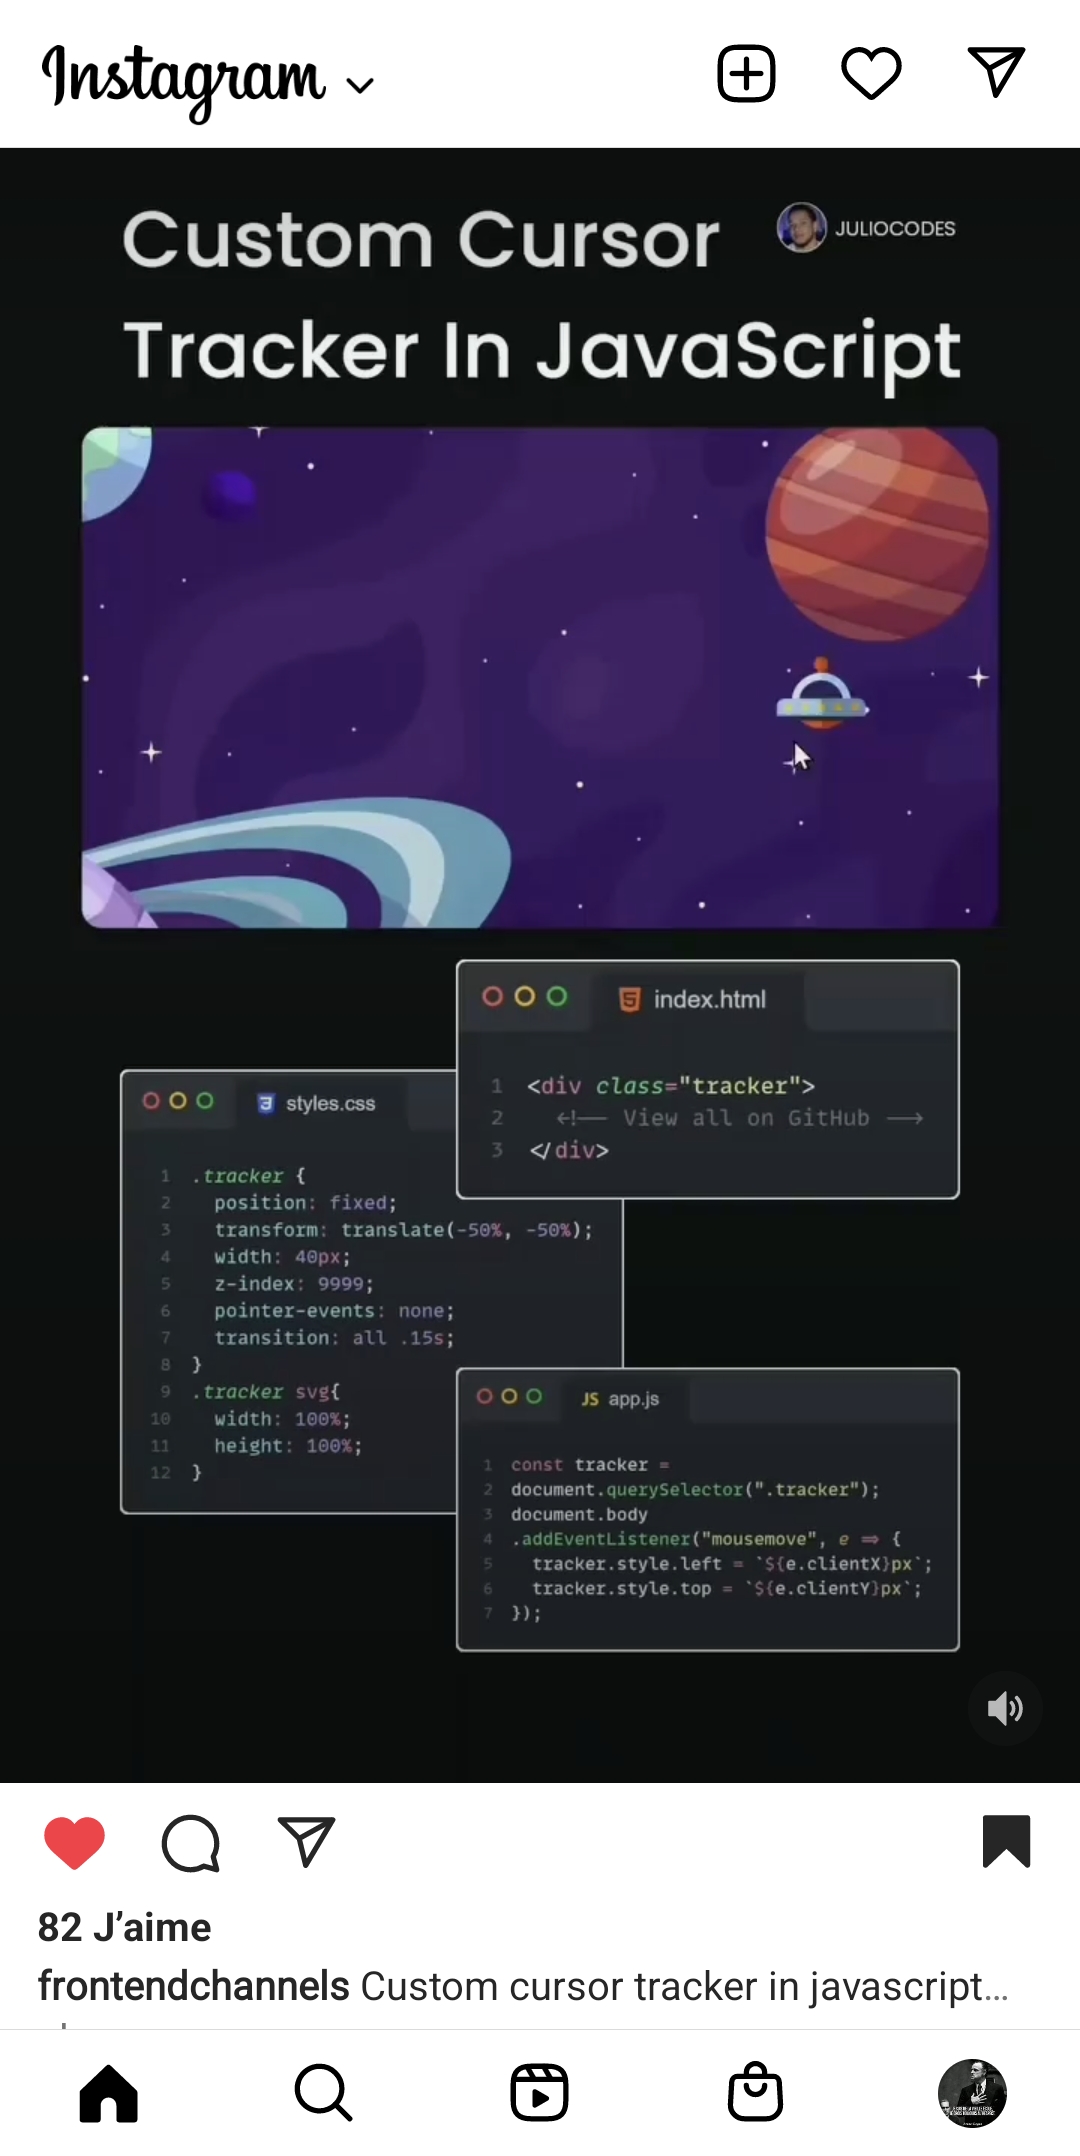 Instagram
Custom Cursor
JULIOCODES
Tracker In JavaScript
index.html
1 <div class="tracker">
2 <!-- View all on GitHub -->
3 </div>
styles.css
1 .tracker {
2 position: fixed;
3 transform: translate(-50%, -50%);
4 width: 40px;
5 z-index: 9999;
6 pointer-events: none;
7 transition: all .15s;
8 }
9 .tracker svg{
10 width: 100%;
11 height: 100%;
12 }
JS app.js
1 const tracker =
2 document.querySelector(".tracker");
3 document.body
4 .addEventListener("mousemove", e => {
5 tracker.style.left = `${e.clientX}px`;
6 tracker.style.top = `${e.clientY}px`;
7 });
82 J’aime
frontendchannels Custom cursor tracker in javascript...